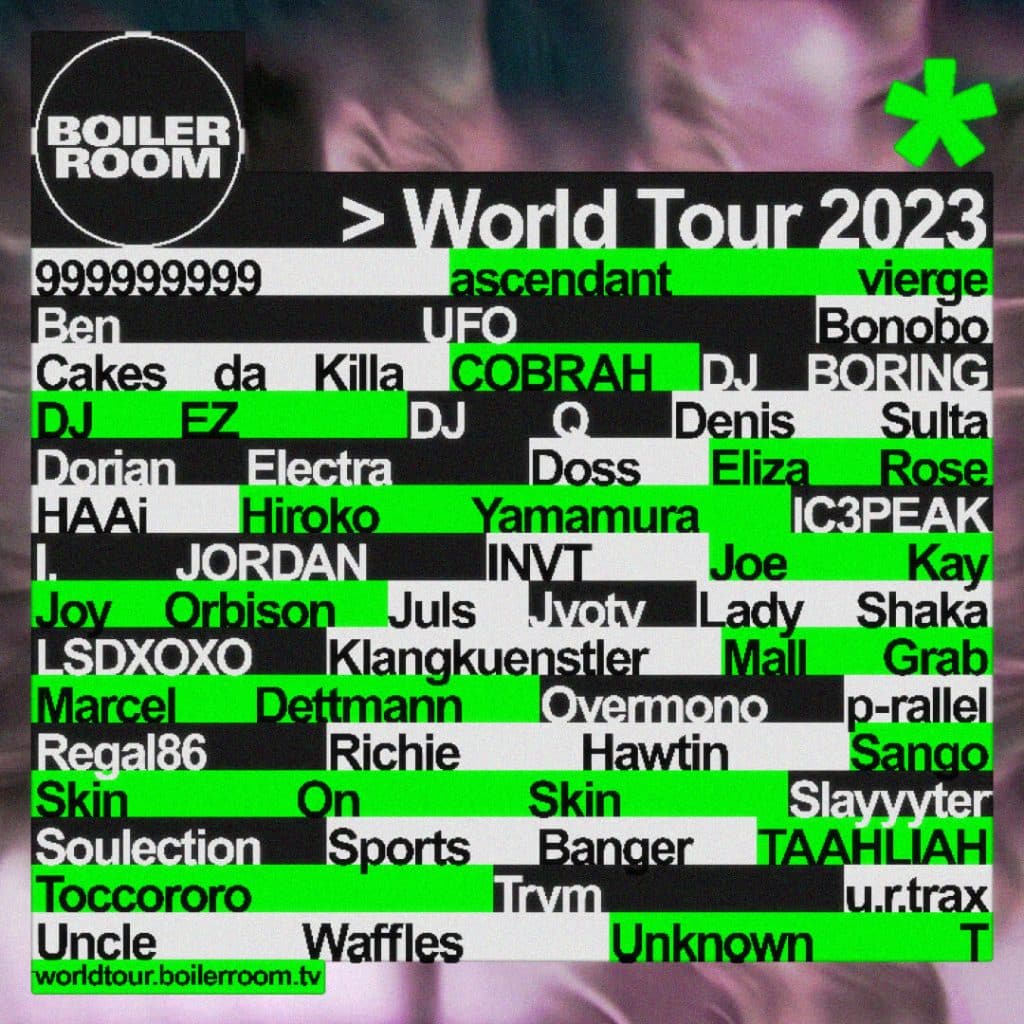 BOILER
ROOM
> World Tour 2023
999999999 ascendant vierge
Ben UFO Bonobo
Cakes da Killa COBRAH DJ BORING
DJ EZ DJ Q Denis Sulta
Dorian Electra Doss Eliza Rose
HAAi Hiroko Yamamura IC3PEAK
I. JORDAN INVT Joe Kay
Joy Orbison Juls Jyoty Lady Shaka
LSDXOXO Klangkuenstler Mall Grab
Marcel Dettmann Overmono p-rallel
Regal86 Richie Hawtin Sango
Skin On Skin Slayyyter
Soulection Sports Banger TAAHLIAH
Toccororo Trym u.r.trax
Uncle Waffles Unknown T
worldtour.boilerroom.tv